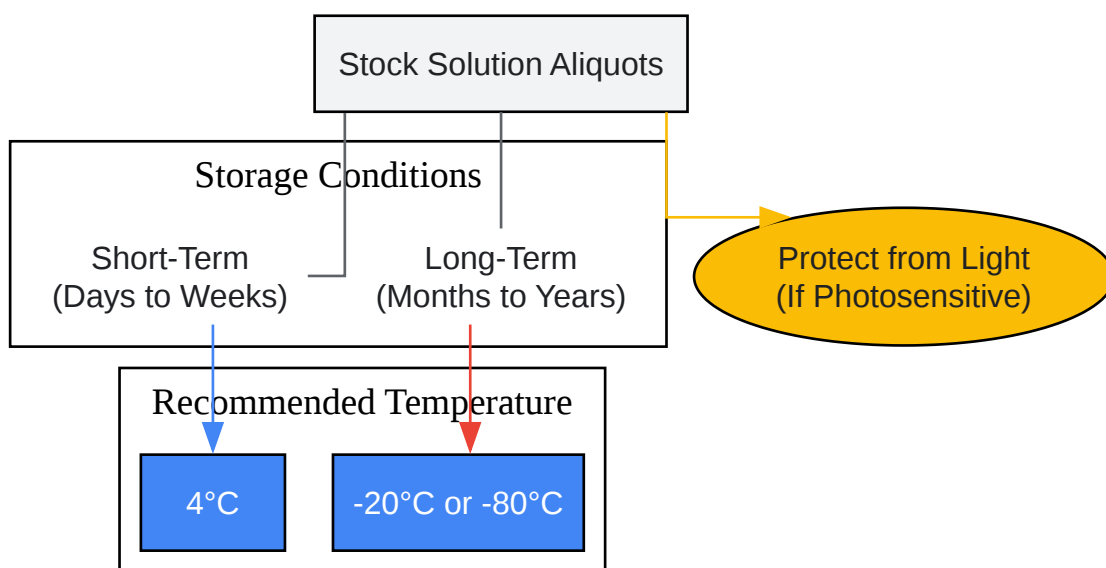 Stock Solution Aliquots
Storage Conditions
Short-Term
(Days to Weeks)
Long-Term
(Months to Years)
Protect from Light
(If Photosensitive)
Recommended Temperature
4°C
-20°C or -80°C